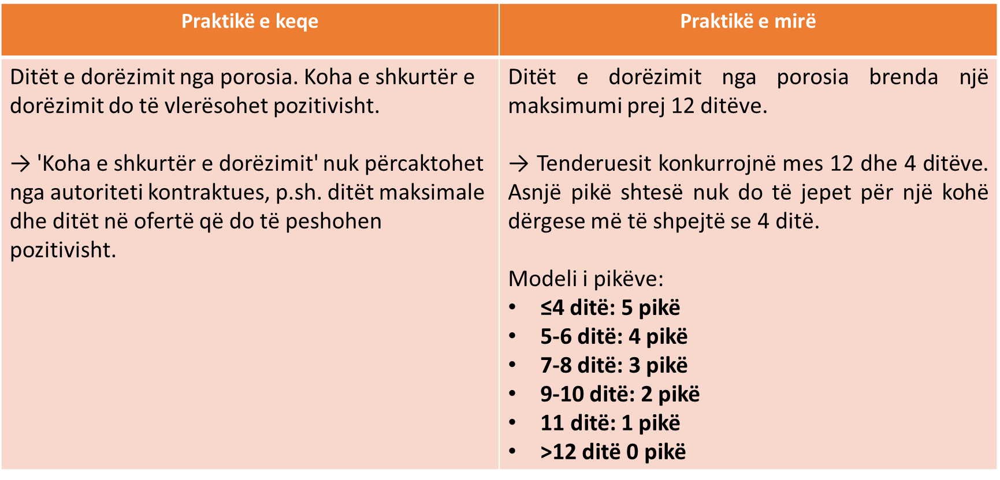 Praktikë e keqe
Praktikë e mirë
Ditët e dorëzimit nga porosia. Koha e shkurtër e
dorëzimit do të vlerësohet pozitivisht.
→ 'Koha e shkurtër e dorëzimit' nuk përcaktohet
nga autoriteti kontraktues, p.sh. ditët maksimale
dhe ditët në ofertë që do të peshohen
pozitivisht.
Ditët e dorëzimit nga porosia brenda një
maksimumi prej 12 ditëve.
→ Tenderuesit konkurrojnë mes 12 dhe 4 ditëve.
Asnjë pikë shtesë nuk do të jepet për një kohë
dërgese më të shpejtë se 4 ditë.
Modeli i pikëve:
• ≤4 ditë: 5 pikë
• 5-6 ditë: 4 pikë
• 7-8 ditë: 3 pikë
• 9-10 ditë: 2 pikë
• 11 ditë: 1 pikë
• >12 ditë 0 pikë